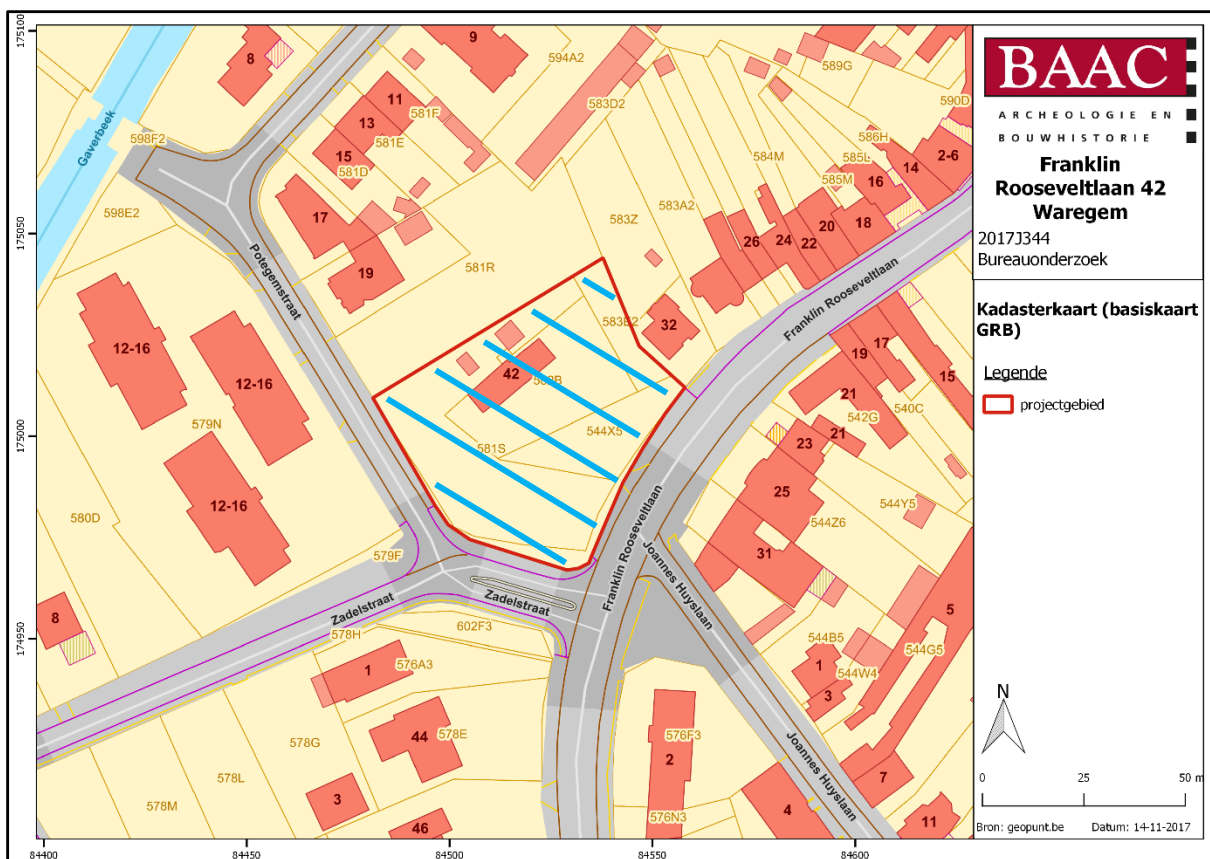 BAAC
ARCHEOLOGIE EN
BOUWHISTORIE
Franklin
Rooseveltlaan 42
Waregem
2017J344
Bureauonderzoek
Kadasterkaart (basiskaart
GRB)
Legende
projectgebied
N
0 25 50 m
Bron: geopunt.be Datum: 14-11-2017
175100
175050
175000
174950
84400
84450
84500
84550
84600
Gaverbeek
Potegemstraat
Zadelstraat
Zadelstraat
Franklin Rooseveltlaan
Franklin Rooseveltlaan
Joannes Huyslaan
Joannes Huyslaan
8
9
594A2
589G
590D
598F2
11
581F
13
581E
15
581D
583D2
584M
586H
585L
585M
14
2-6
16
18
20
22
24
26
598E2
17
19
581R
583Z
583A2
32
42
544X5
581S
12-16
12-16
12-16
579N
580D
579F
17
19
15
21
21
542G
540C
23
25
31
544Z6
544Y5
5
544B5
544W4
544G5
1
3
8
578H
602F3
1
576A3
578G
44
578E
578L
578M
3
46
576F3
2
576N3
4
7
11